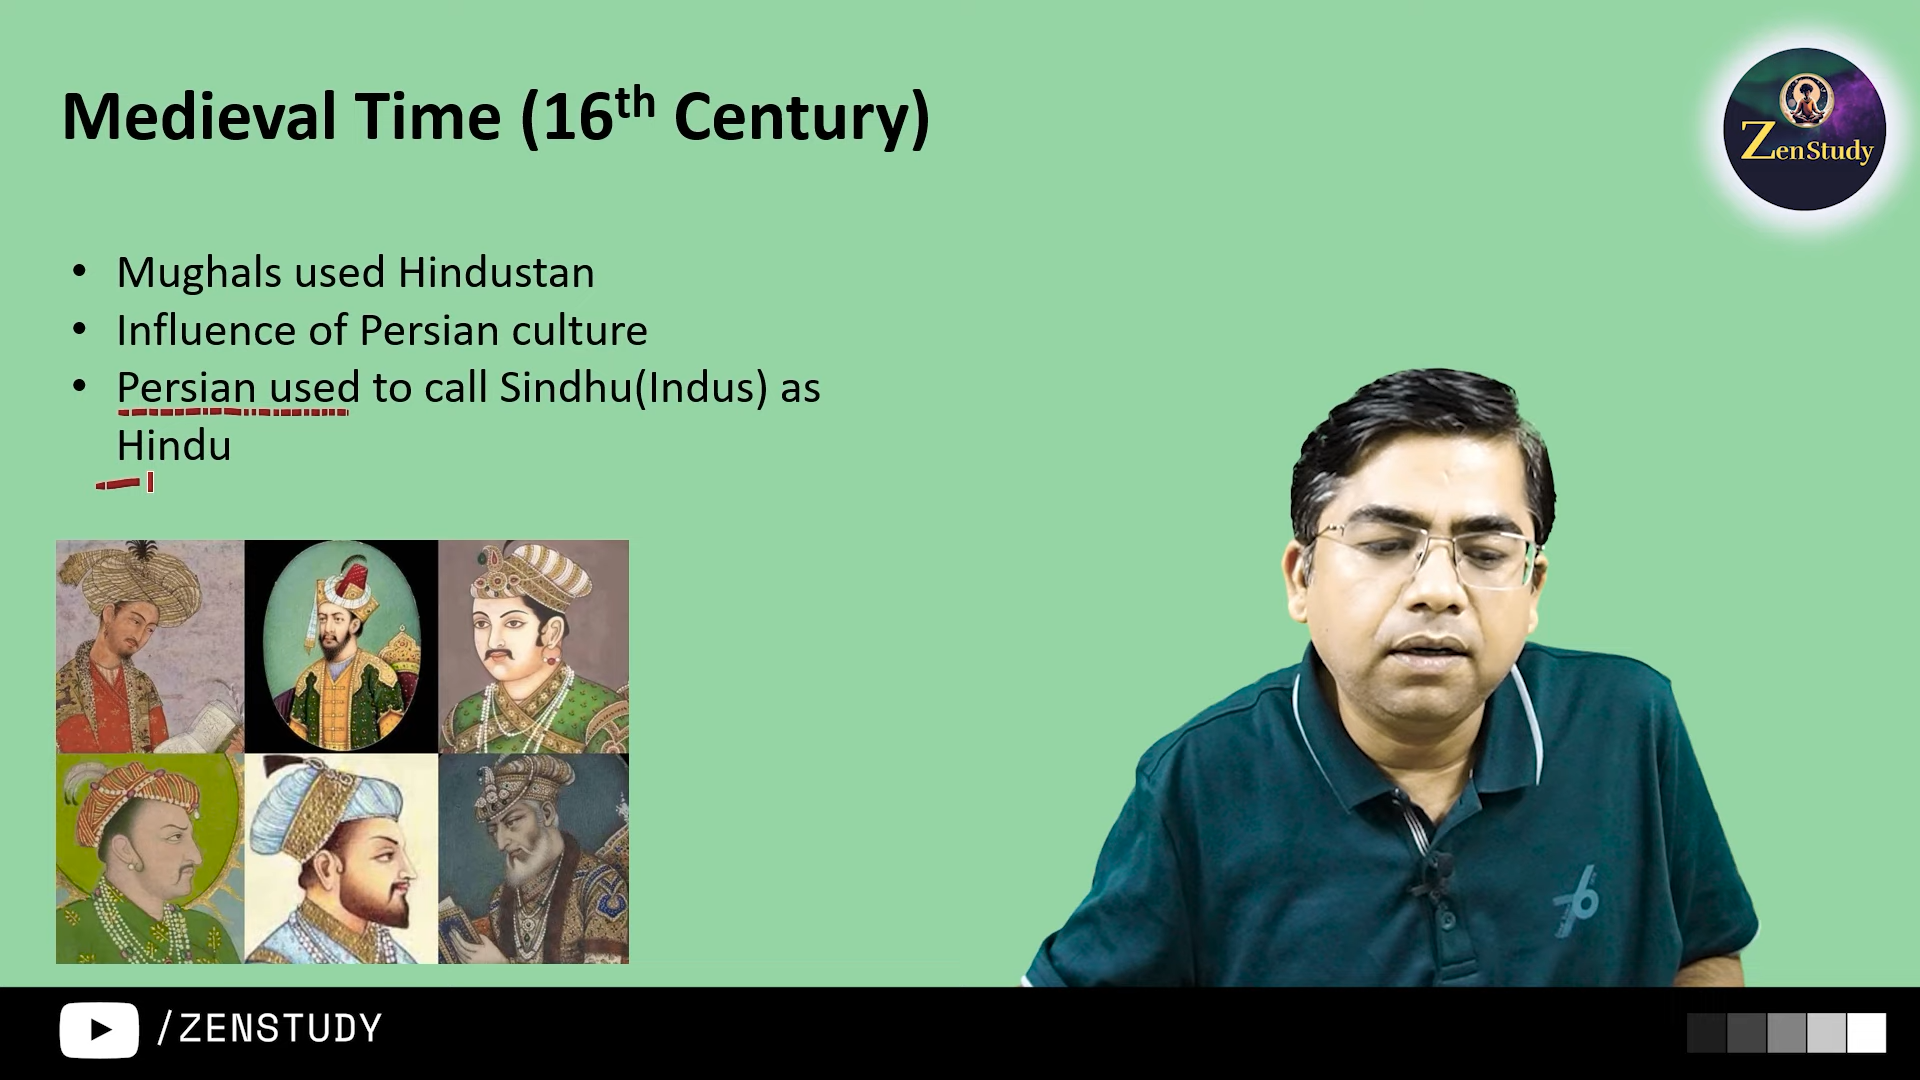 Medieval Time (16th Century)
ZenStudy
• Mughals used Hindustan
• Influence of Persian culture
• Persian used to call Sindhu(Indus) as
Hindu
/ZENSTUDY